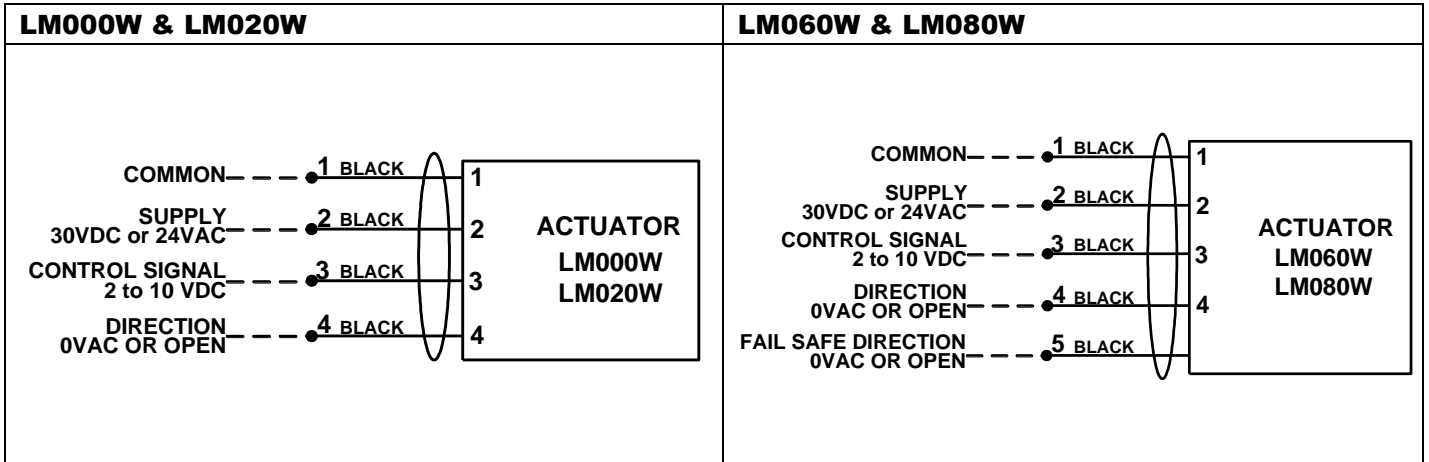 LM000W & LM020W
COMMON 1 BLACK 1
SUPPLY
30VDC or 24VAC 2 BLACK 2
CONTROL SIGNAL
2 to 10 VDC 3 BLACK 3
DIRECTION
0VAC OR OPEN 4 BLACK 4
ACTUATOR
LM000W
LM020W
LM060W & LM080W
COMMON 1 BLACK 1
SUPPLY
30VDC or 24VAC 2 BLACK 2
CONTROL SIGNAL
2 to 10 VDC 3 BLACK 3
DIRECTION
0VAC OR OPEN 4 BLACK 4
FAIL SAFE DIRECTION
0VAC OR OPEN 5 BLACK
ACTUATOR
LM060W
LM080W